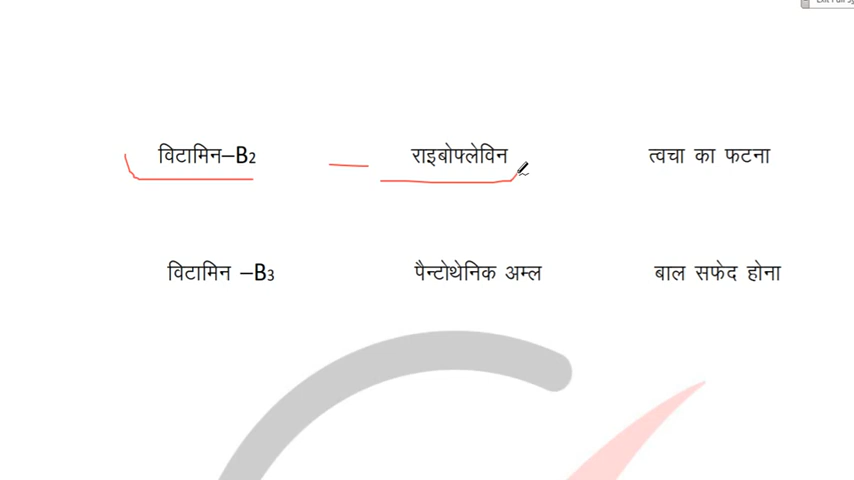 विटामिन–B2 राइबोफ्लेविन त्वचा का फटना
विटामिन –B3 पैन्टोथेनिक अम्ल बाल सफेद होना